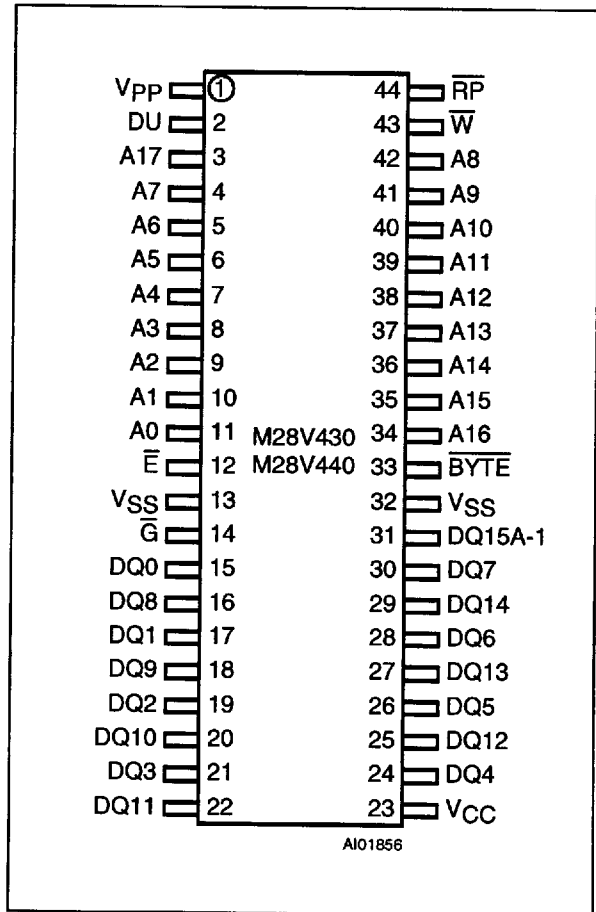 VPP 1 44 R̅P̅
DU 2 43 W̅
A17 3 42 A8
A7 4 41 A9
A6 5 40 A10
A5 6 39 A11
A4 7 38 A12
A3 8 37 A13
A2 9 36 A14
A1 10 35 A15
A0 11 M28V430 34 A16
E̅ 12 M28V440 33 B̅Y̅T̅E̅
VSS 13 32 VSS
G̅ 14 31 DQ15A-1
DQ0 15 30 DQ7
DQ8 16 29 DQ14
DQ1 17 28 DQ6
DQ9 18 27 DQ13
DQ2 19 26 DQ5
DQ10 20 25 DQ12
DQ3 21 24 DQ4
DQ11 22 23 VCC
AI01856